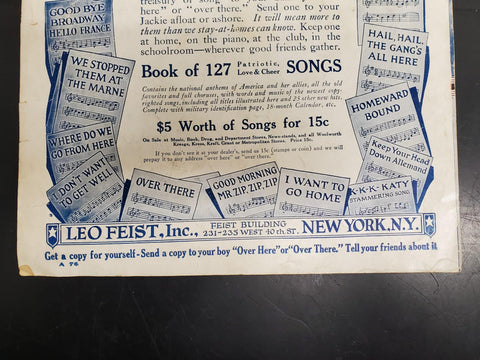 treasury of song
here" or "over there." Send one to your
Jackie afloat or ashore. It will mean more to
them than we stay-at-homes can know. Keep one
at home, on the piano, at the club, in the
schoolroom—wherever good friends gather.
Book of 127 Patriotic, Love & Cheer SONGS
Contains the national anthems of America and her allies, all the old
favorites and full choruses, with words and music of the newest copy-
righted songs, including all titles illustrated here and 25 other new hits.
Complete with military identification page, 18-month Calendar, etc.
$5 Worth of Songs for 15c
On Sale at Music, Book, Drug, and Department Stores, News-stands, and all Woolworth
Kresge, Kress, Kraft, Grant or Metropolitan Stores. Price 15c.
If you don't see it at your dealer's, send 15c (stamps or coin) and we will
prepay it to any address "over here" or "over there."
GOOD BYE
BROADWAY
HELLO FRANCE
WE STOPPED
THEM AT
THE MARNE
WHERE DO WE
GO FROM HERE
DON'T WANT
TO GET WELL
OVER THERE
GOOD MORNING
MR. ZIP, ZIP, ZIP
I WANT TO
GO HOME
K-K-K-KATY
STAMMERING SONG
Keep Your Head
Down Allemand
HOMEWARD
BOUND
HAIL, HAIL,
THE GANG'S
ALL HERE
LEO FEIST, Inc., FEIST BUILDING
231-235 WEST 40th ST. NEW YORK, N.Y.
Get a copy for yourself-Send a copy to your boy "Over Here" or "Over There." Tell your friends about it
A 76